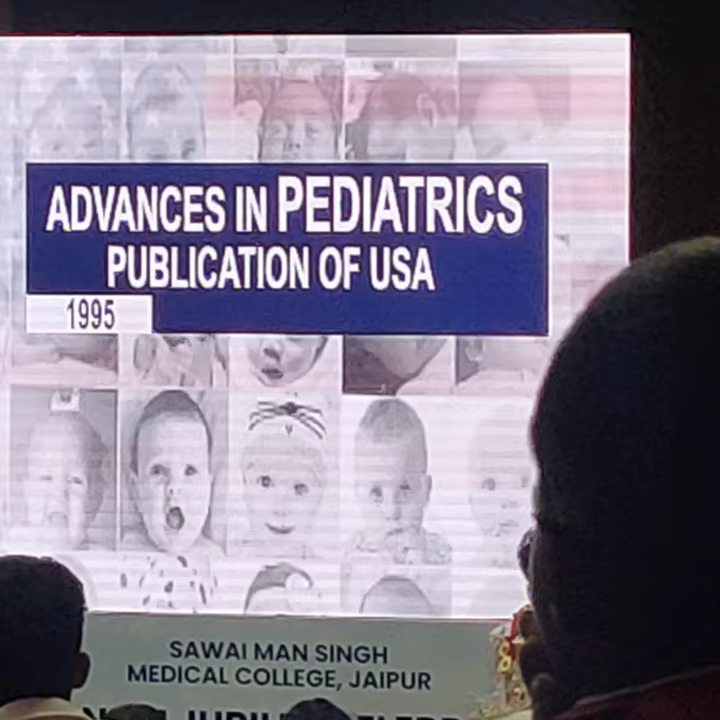 ADVANCES IN PEDIATRICS
PUBLICATION OF USA
1995
SAWAI MAN SINGH
MEDICAL COLLEGE, JAIPUR